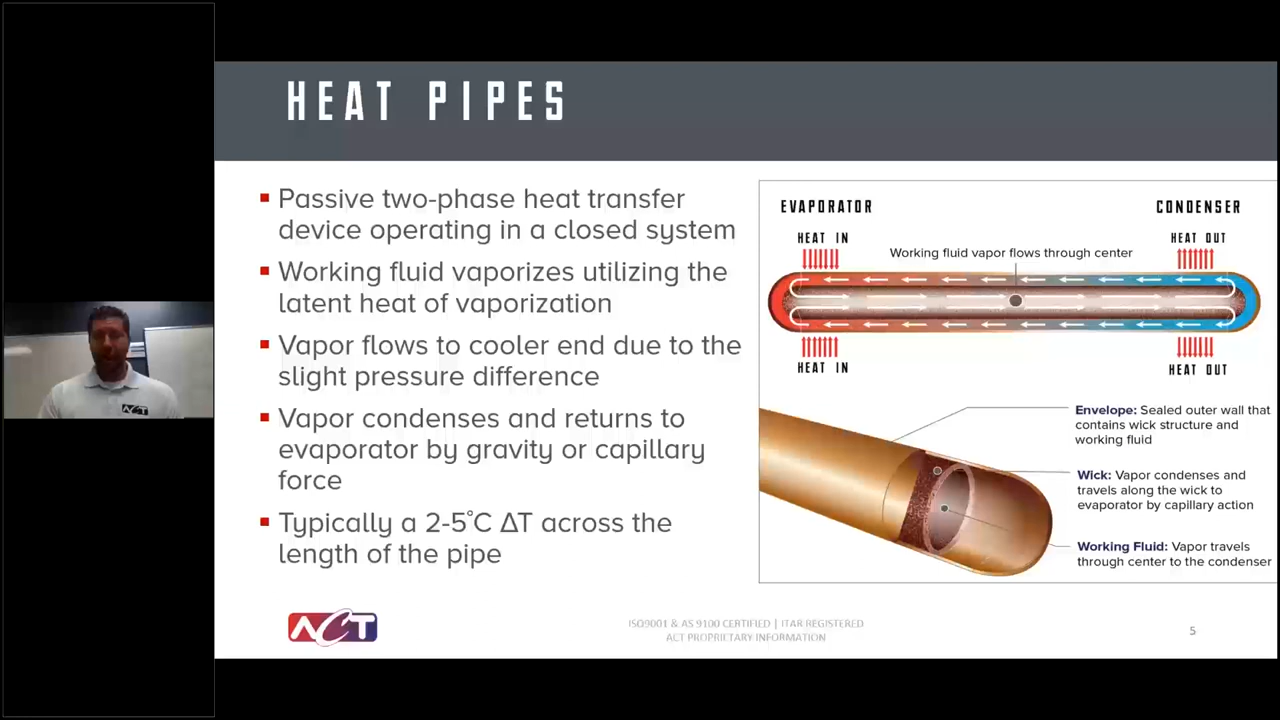 HEAT PIPES
Passive two-phase heat transfer
device operating in a closed system
Working fluid vaporizes utilizing the
latent heat of vaporization
Vapor flows to cooler end due to the
slight pressure difference
Vapor condenses and returns to
evaporator by gravity or capillary
force
Typically a 2-5°C ΔT across the
length of the pipe
EVAPORATOR
CONDENSER
HEAT IN
HEAT OUT
Working fluid vapor flows through center
HEAT IN
HEAT OUT
Envelope: Sealed outer wall that
contains wick structure and
working fluid
Wick: Vapor condenses and
travels along the wick to
evaporator by capillary action
Working Fluid: Vapor travels
through center to the condenser
ACT
ACT
ISO9001 & AS 9100 CERTIFIED | ITAR REGISTERED
ACT PROPRIETARY INFORMATION
5